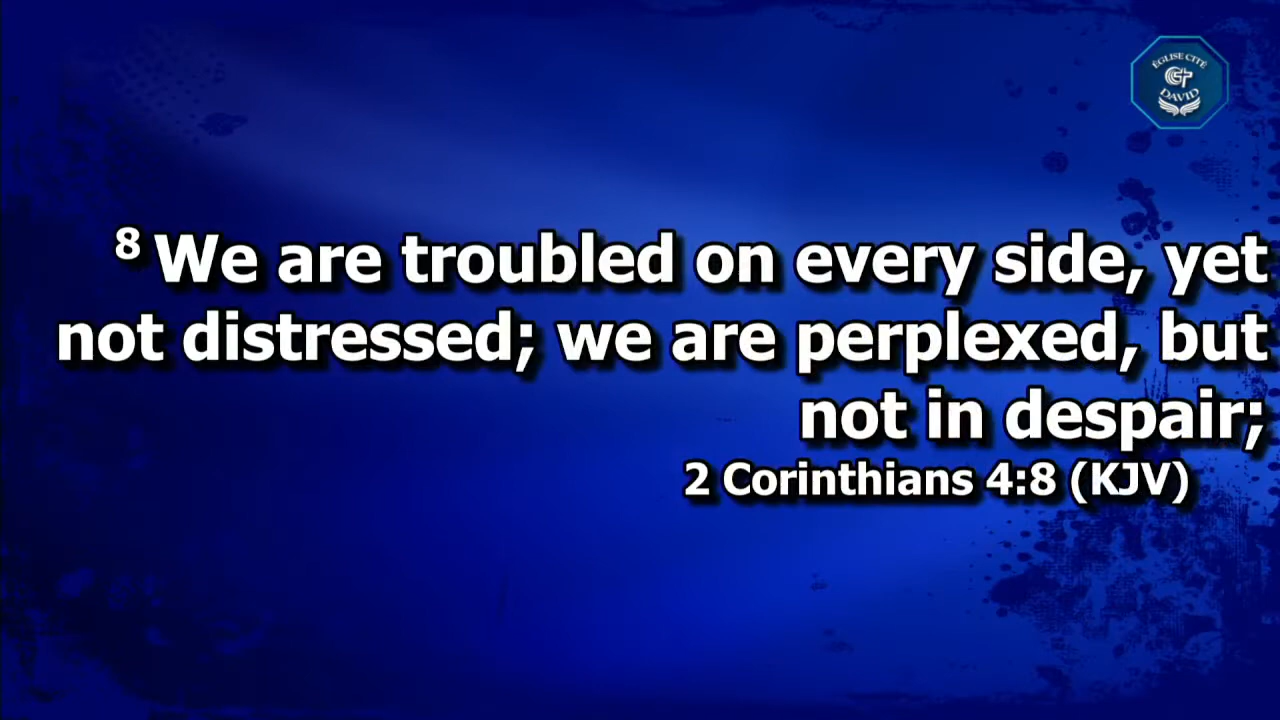 ÉGLISE CITÉ
DAVID
8 We are troubled on every side, yet
not distressed; we are perplexed, but
not in despair;
2 Corinthians 4:8 (KJV)